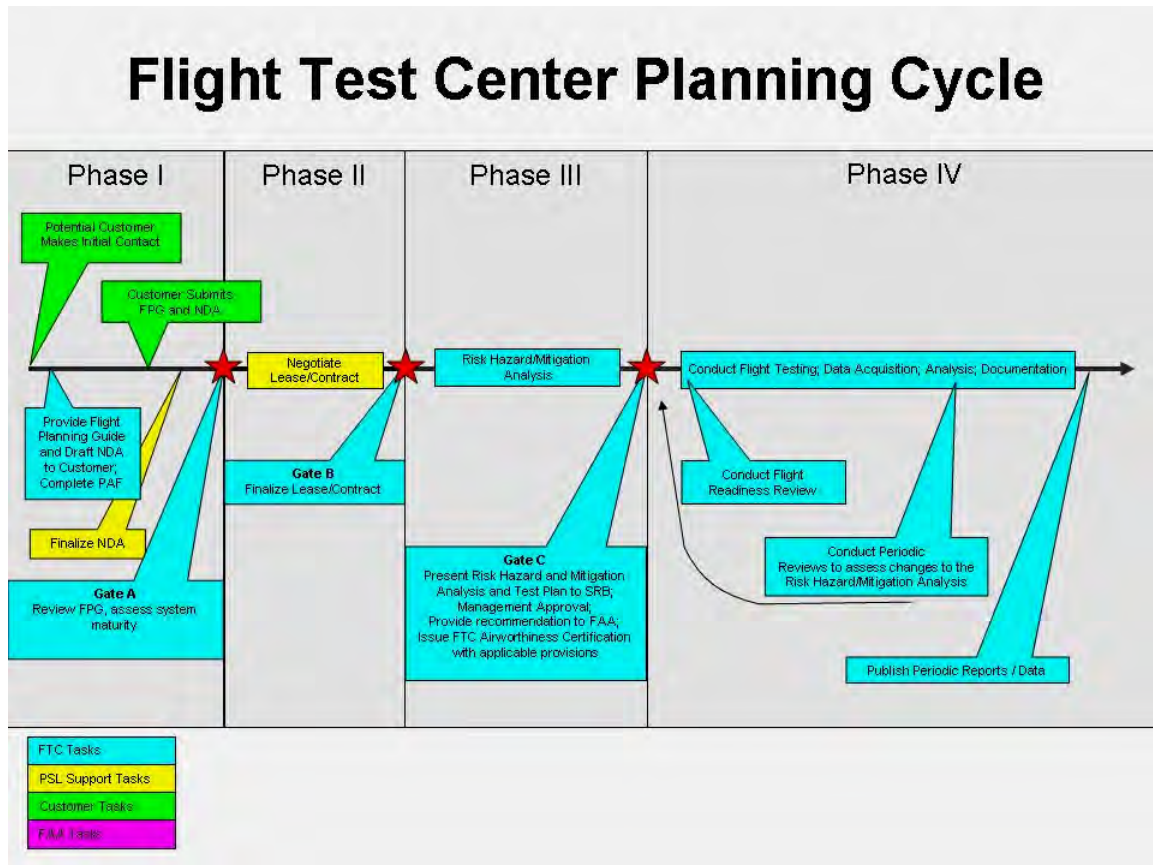 Flight Test Center Planning Cycle
Phase I
Phase II
Phase III
Phase IV
Potential Customer
Makes Initial Contact
Customer Submits
FPG and NDA
Negotiate
Lease/Contract
Risk Hazard/Mitigation
Analysis
Conduct Flight Testing; Data Acquisition; Analysis; Documentation
Provide Flight
Planning Guide
and Draft NDA
to Customer;
Complete PAF
Finalize NDA
Gate A
Review FPG, assess system
maturity
Gate B
Finalize Lease/Contract
Gate C
Present Risk Hazard and Mitigation
Analysis and Test Plan to SRB;
Management Approval;
Provide recommendation to FAA;
Issue FTC Airworthiness Certification
with applicable provisions
Conduct Flight
Readiness Review
Conduct Periodic
Reviews to assess changes to the
Risk Hazard/Mitigation Analysis
Publish Periodic Reports / Data
FTC Tasks
PSL Support Tasks
Customer Tasks
FAA Tasks